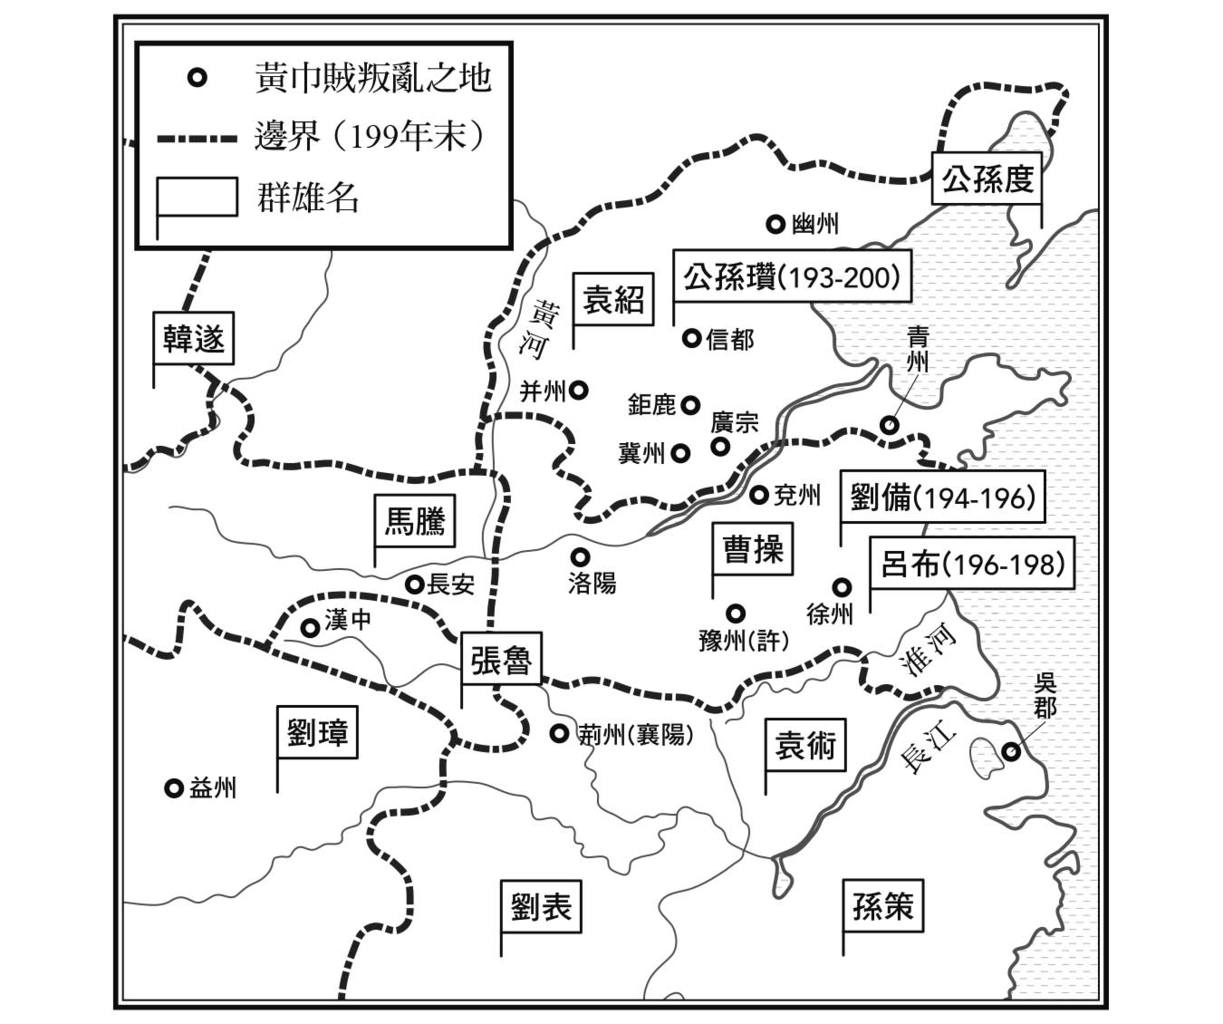 黃巾賊叛亂之地
邊界（199年末）
群雄名
公孫度
幽州
公孫瓚(193-200)
袁紹
黃河
韓遂
信都
青州
并州
鉅鹿
廣宗
冀州
兗州
劉備(194-196)
馬騰
曹操
呂布(196-198)
洛陽
長安
徐州
漢中
豫州(許)
淮河
張魯
吳郡
劉璋
荊州(襄陽)
袁術
長江
益州
劉表
孫策